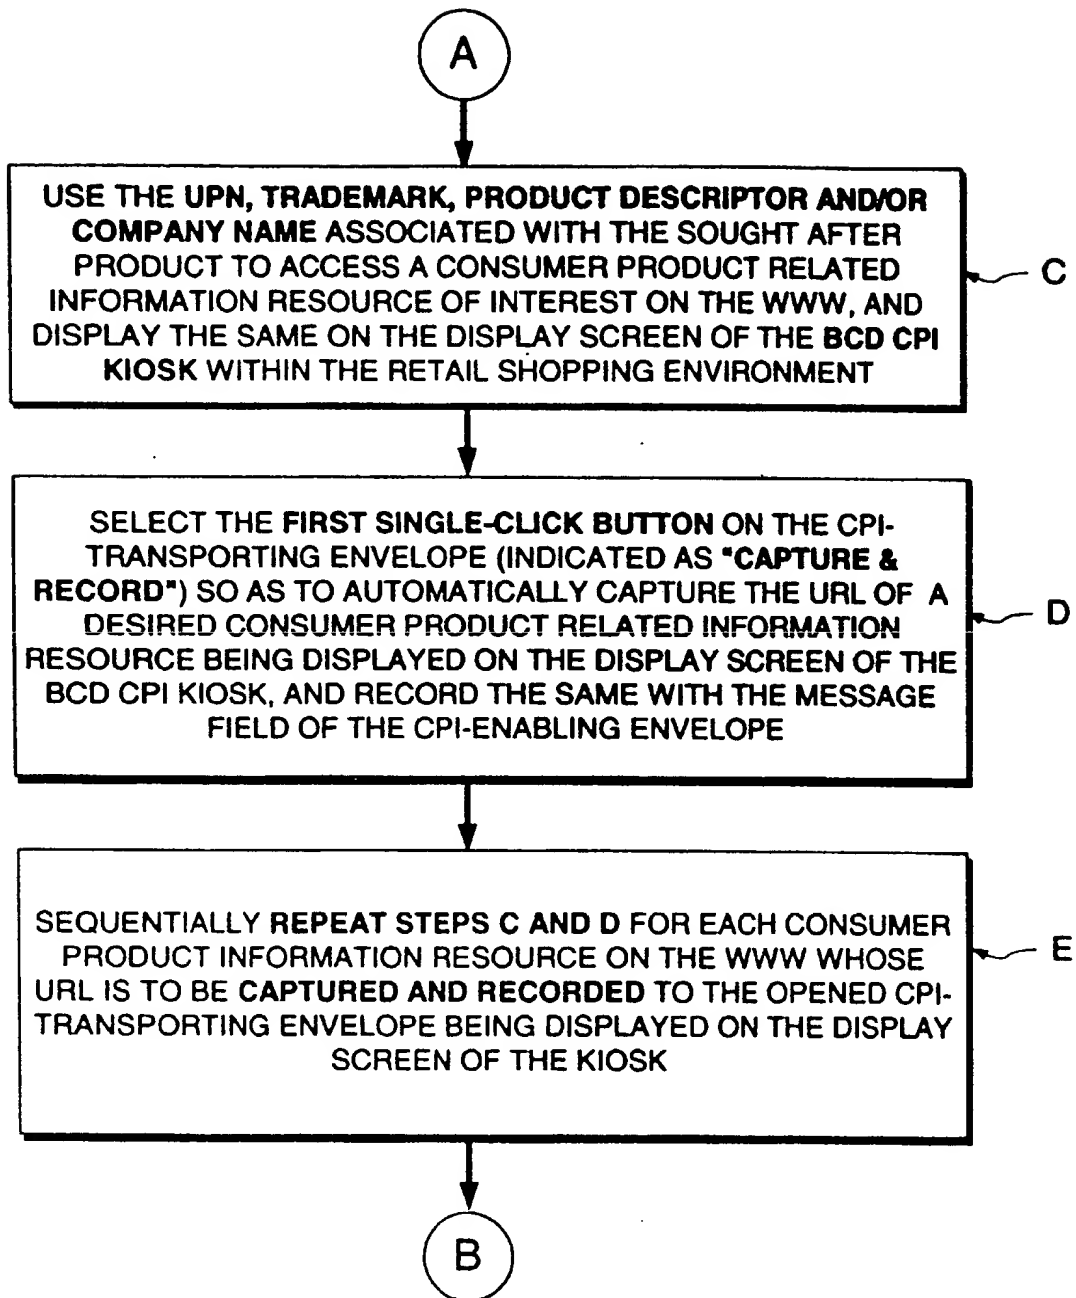 A
USE THE UPN, TRADEMARK, PRODUCT DESCRIPTOR AND/OR
COMPANY NAME ASSOCIATED WITH THE SOUGHT AFTER
PRODUCT TO ACCESS A CONSUMER PRODUCT RELATED
INFORMATION RESOURCE OF INTEREST ON THE WWW, AND
DISPLAY THE SAME ON THE DISPLAY SCREEN OF THE BCD CPI
KIOSK WITHIN THE RETAIL SHOPPING ENVIRONMENT
C
SELECT THE FIRST SINGLE-CLICK BUTTON ON THE CPI-
TRANSPORTING ENVELOPE (INDICATED AS "CAPTURE &
RECORD") SO AS TO AUTOMATICALLY CAPTURE THE URL OF A
DESIRED CONSUMER PRODUCT RELATED INFORMATION
RESOURCE BEING DISPLAYED ON THE DISPLAY SCREEN OF THE
BCD CPI KIOSK, AND RECORD THE SAME WITH THE MESSAGE
FIELD OF THE CPI-ENABLING ENVELOPE
D
SEQUENTIALLY REPEAT STEPS C AND D FOR EACH CONSUMER
PRODUCT INFORMATION RESOURCE ON THE WWW WHOSE
URL IS TO BE CAPTURED AND RECORDED TO THE OPENED CPI-
TRANSPORTING ENVELOPE BEING DISPLAYED ON THE DISPLAY
SCREEN OF THE KIOSK
E
B